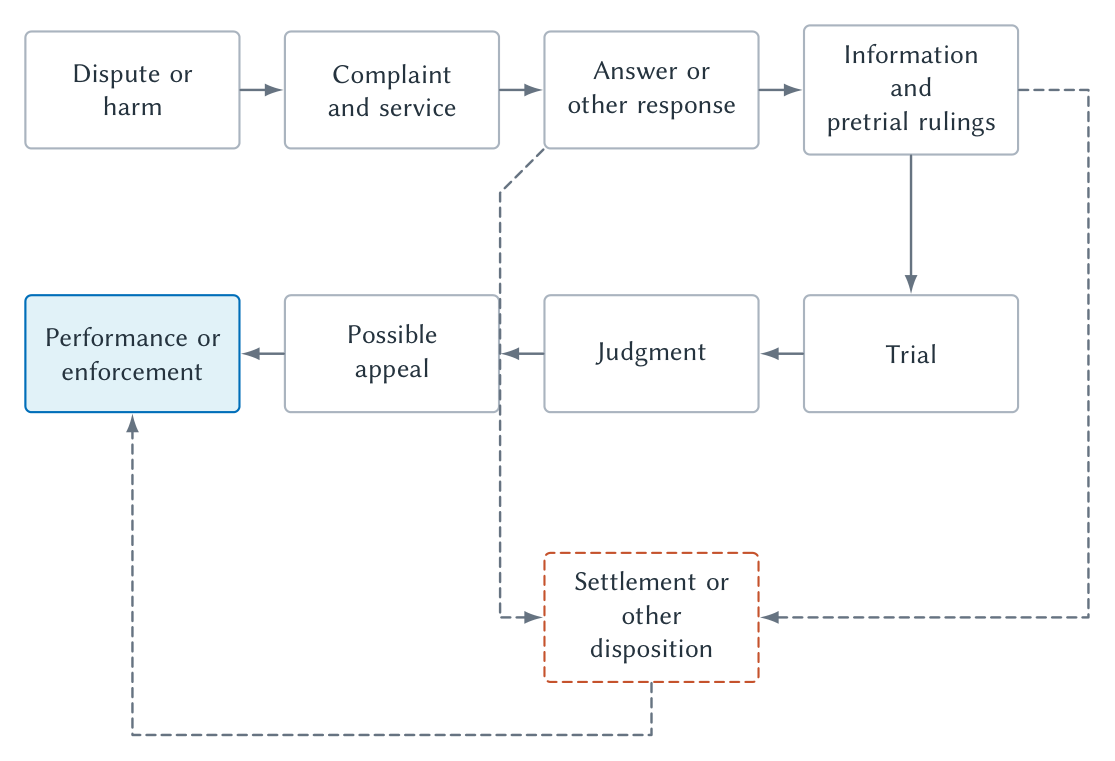 Dispute or
harm
Complaint
and service
Answer or
other response
Information
and
pretrial rulings
Performance or
enforcement
Possible
appeal
Judgment
Trial
Settlement or
other
disposition